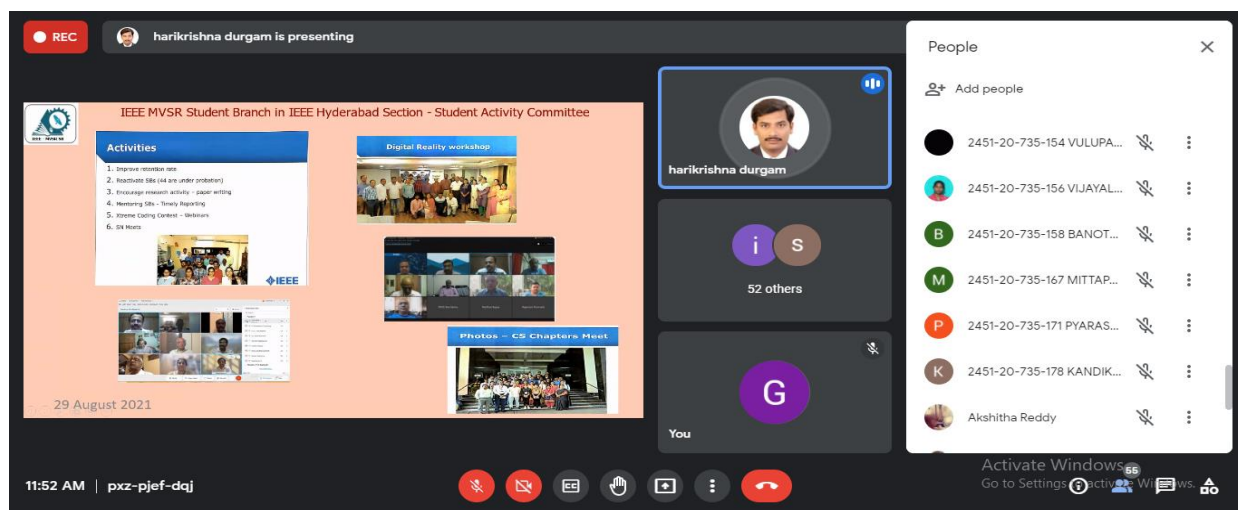 REC
harikrishna durgam is presenting
IEEE MVSR Student Branch in IEEE Hyderabad Section - Student Activity Committee
Activities
1. Improve retention rate
2. Reactivate SBs (44 are under probation)
3. Encourage research activity - paper writing
4. Mentoring SBs - Timely Reporting
5. Xtreme Coding Contest - Webinars
6. SN Meets
IEEE
Digital Reality workshop
Photos - CS Chapters Meet
29 August 2021
harikrishna durgam
i
S
52 others
G
You
People
Add people
2451-20-735-154 VULUPA...
2451-20-735-156 VIJAYAL...
B
2451-20-735-158 BANOT...
M
2451-20-735-167 MITTAP...
P
2451-20-735-171 PYARAS...
K
2451-20-735-178 KANDIK...
Akshitha Reddy
Activate Windows
Go to Settings
55
11:52 AM | pxz-pjef-dqj
CC